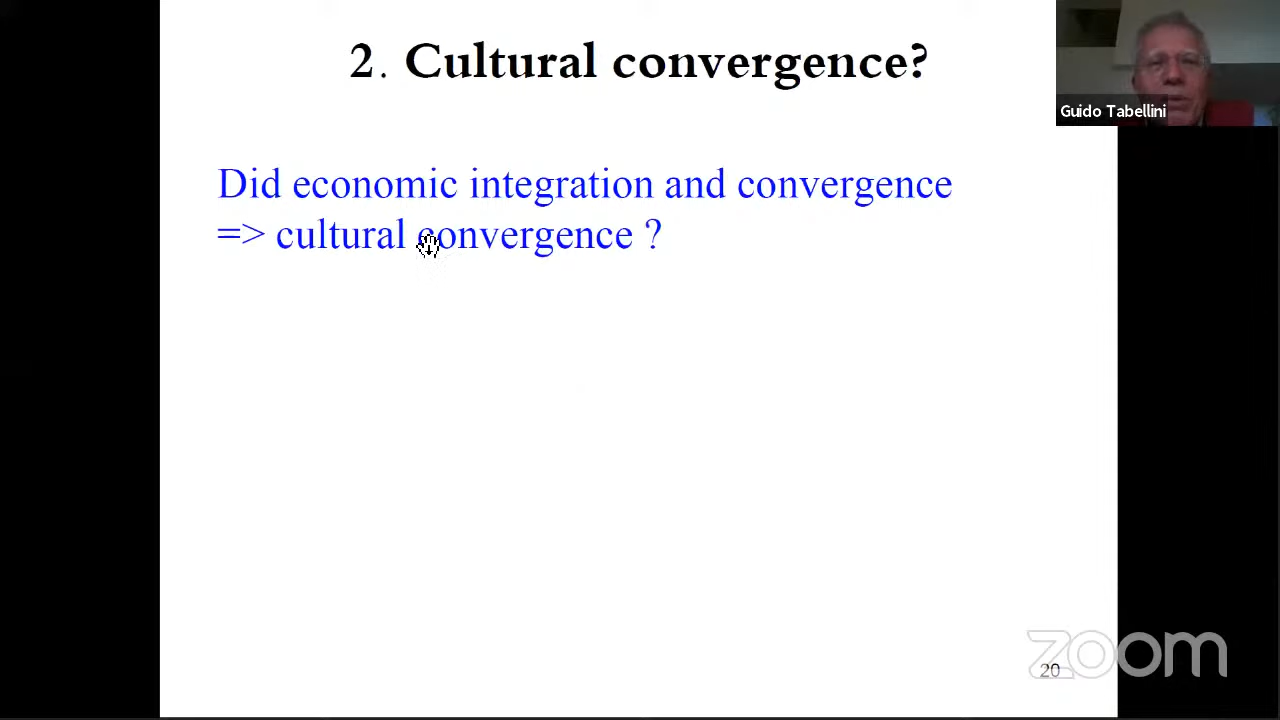 2. Cultural convergence?
Guido Tabellini
Did economic integration and convergence
=> cultural convergence ?
zoom
20